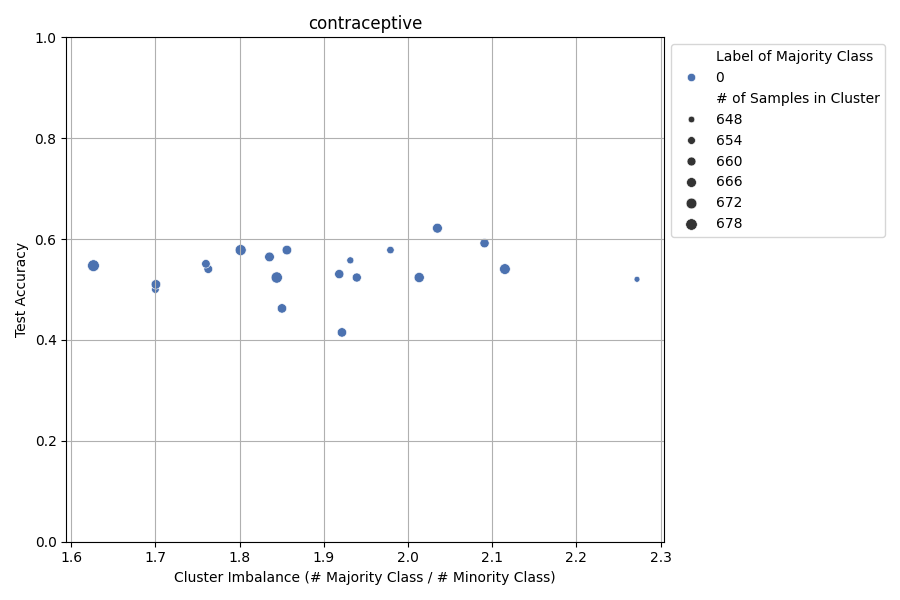 contraceptive
1.0
0.8
0.6
0.4
0.2
0.0
Test Accuracy
1.6 1.7 1.8 1.9 2.0 2.1 2.2 2.3
Cluster Imbalance (# Majority Class / # Minority Class)
Label of Majority Class
0
# of Samples in Cluster
648
654
660
666
672
678